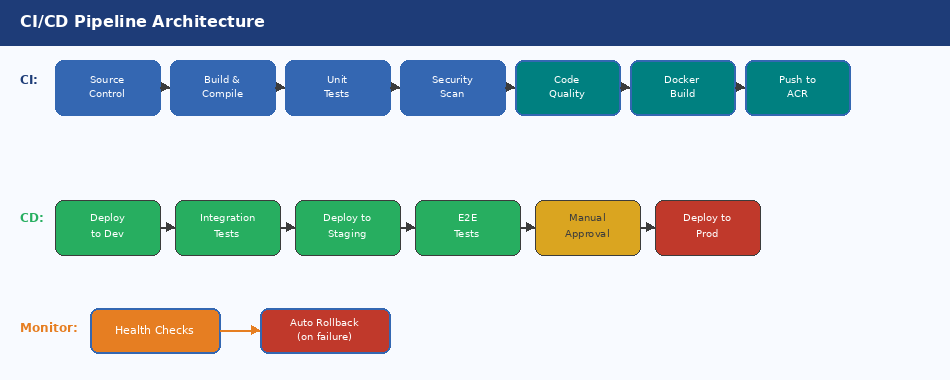 CI/CD Pipeline Architecture
CI:
Source
Control
Build &
Compile
Unit
Tests
Security
Scan
Code
Quality
Docker
Build
Push to
ACR
CD:
Deploy
to Dev
Integration
Tests
Deploy to
Staging
E2E
Tests
Manual
Approval
Deploy to
Prod
Monitor:
Health Checks
Auto Rollback
(on failure)